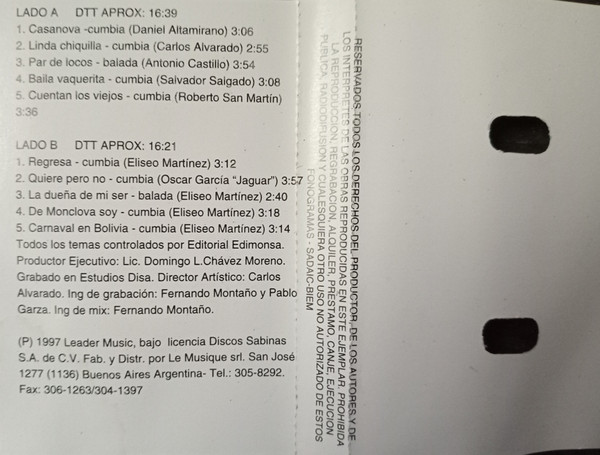 LADO A DTT APROX: 16:39
1. Casanova -cumbia (Daniel Altamirano) 3:06
2. Linda chiquilla - cumbia (Carlos Alvarado) 2:55
3. Par de locos - balada (Antonio Castillo) 3:54
4. Baila vaquerita - cumbia (Salvador Salgado) 3:08
5. Cuentan los viejos - cumbia (Roberto San Martín)
3:36
LADO B DTT APROX: 16:21
1. Regresa - cumbia (Eliseo Martínez) 3:12
2. Quiere pero no - cumbia (Oscar García "Jaguar") 3:57
3. La dueña de mi ser - balada (Eliseo Martínez) 2:40
4. De Monclova soy - cumbia (Eliseo Martínez) 3:18
5. Carnaval en Bolivia - cumbia (Eliseo Martínez) 3:14
Todos los temas controlados por Editorial Edimonsa.
Productor Ejecutivo: Lic. Domingo L.Chávez Moreno.
Grabado en Estudios Disa. Director Artístico: Carlos
Alvarado. Ing de grabación: Fernando Montaño y Pablo
Garza. Ing de mix: Fernando Montaño.
(P) 1997 Leader Music, bajo licencia Discos Sabinas
S.A. de C.V. Fab. y Distr. por Le Musique srl. San José
1277 (1136) Buenos Aires Argentina- Tel.: 305-8292.
Fax: 306-1263/304-1397
RESERVADOS TODOS LOS DERECHOS DEL PRODUCTOR, DE LOS AUTORES Y DE
LOS INTERPRETES DE LAS OBRAS REPRODUCIDAS EN ESTE EJEMPLAR. PROHIBIDA
LA REPRODUCCION, REGRABACION, ALQUILER, PRESTAMO, CANJE, EJECUCION
PUBLICA, RADIODIFUSION Y CUALESQUIERA OTRO USO NO AUTORIZADO DE ESTOS
FONOGRAMAS - SADAIC-BIEM